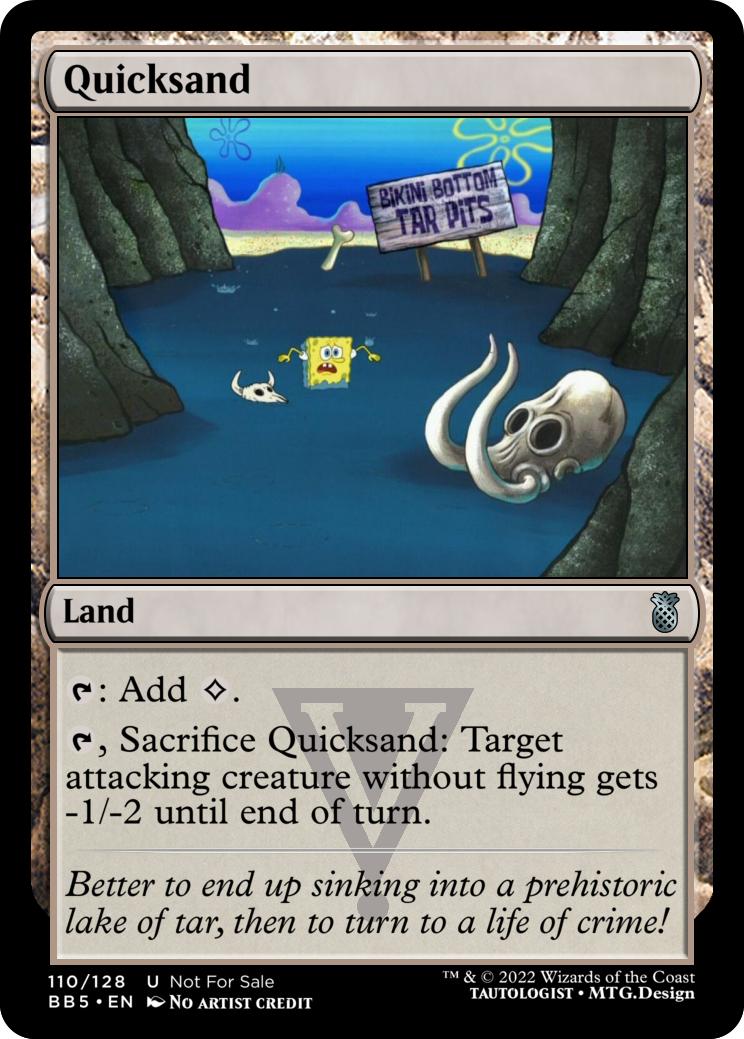 Quicksand
BIKINI BOTTOM
TAR PITS
Land
: Add .
, Sacrifice Quicksand: Target
attacking creature without flying gets
-1/-2 until end of turn.
Better to end up sinking into a prehistoric
lake of tar, then to turn to a life of crime!
110/128 U Not For Sale
BB5 • EN No artist credit
™ & © 2022 Wizards of the Coast
TAUTOLOGIST • MTG.Design